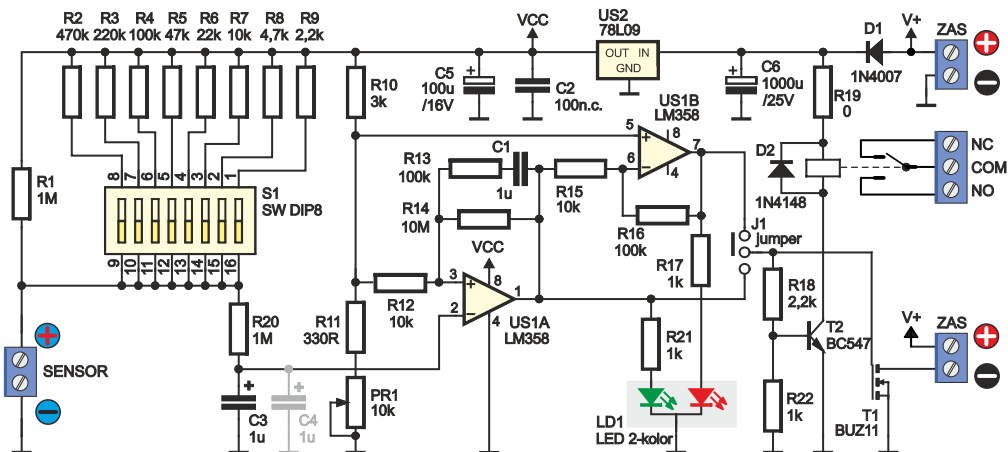 R2 R3 R4 R5 R6 R7 R8 R9
470k 220k 100k 47k 22k 10k 4,7k 2,2k
VCC
US2
78L09
OUT IN
GND
D1
1N4007
V+
ZAS
+
−
R10
3k
C5
100u
/16V
+
C2
100n.c.
C6
1000u
/25V
+
R19
0
US1B
LM358
5
6
7
8
4
+
−
D2
1N4148
NC
COM
NO
R1
1M
8 7 6 5 4 3 2 1
S1
SW DIP8
9 10 11 12 13 14 15 16
R13
100k
C1
1u
R14
10M
R15
10k
R16
100k
R17
1k
J1
jumper
VCC
3
2
8
4
1
+
−
US1A
LM358
R12
10k
R11
330R
R20
1M
R18
2,2k
T2
BC547
V+
ZAS
+
−
+
SENSOR
−
R21
1k
R22
1k
PR1
10k
+
C3
1u
+
C4
1u
LD1
LED 2-kolor
T1
BUZ11